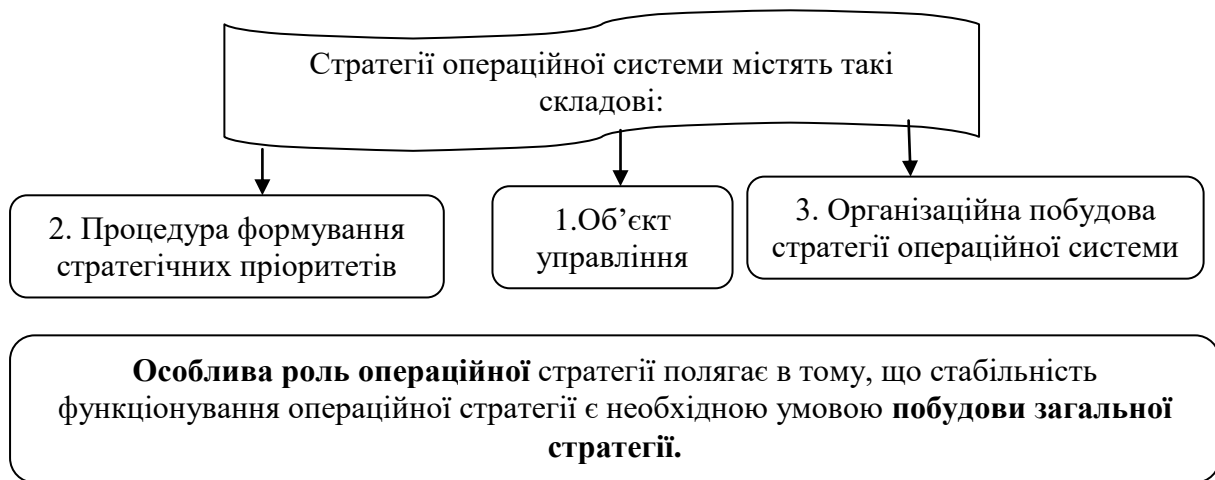 Стратегії операційної системи містять такі
складові:
2. Процедура формування
стратегічних пріоритетів
1.Об’єкт
управління
3. Організаційна побудова
стратегії операційної системи
Особлива роль операційної стратегії полягає в тому, що стабільність
функціонування операційної стратегії є необхідною умовою побудови загальної
стратегії.